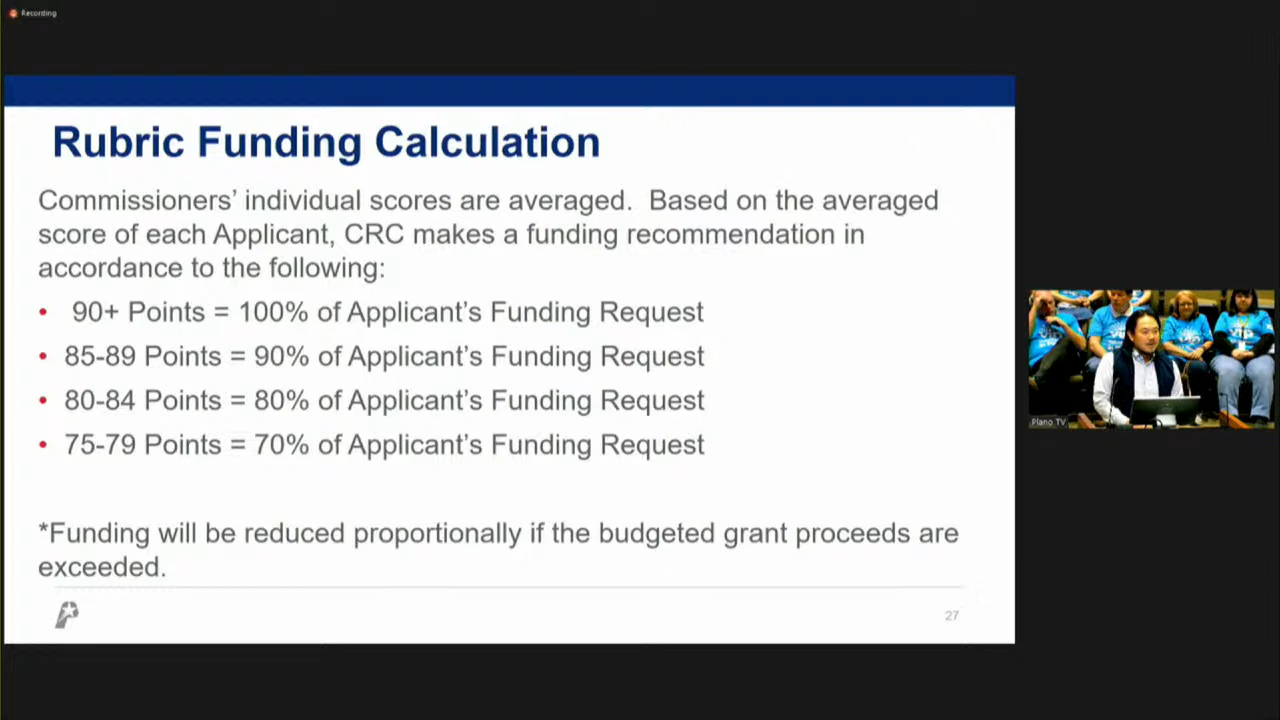 Recording
Rubric Funding Calculation
Commissioners’ individual scores are averaged.  Based on the averaged
score of each Applicant, CRC makes a funding recommendation in
accordance to the following:
• 90+ Points = 100% of Applicant’s Funding Request
• 85-89 Points = 90% of Applicant’s Funding Request
• 80-84 Points = 80% of Applicant’s Funding Request
• 75-79 Points = 70% of Applicant’s Funding Request
*Funding will be reduced proportionally if the budgeted grant proceeds are
exceeded.
27
VIP
Plano TV